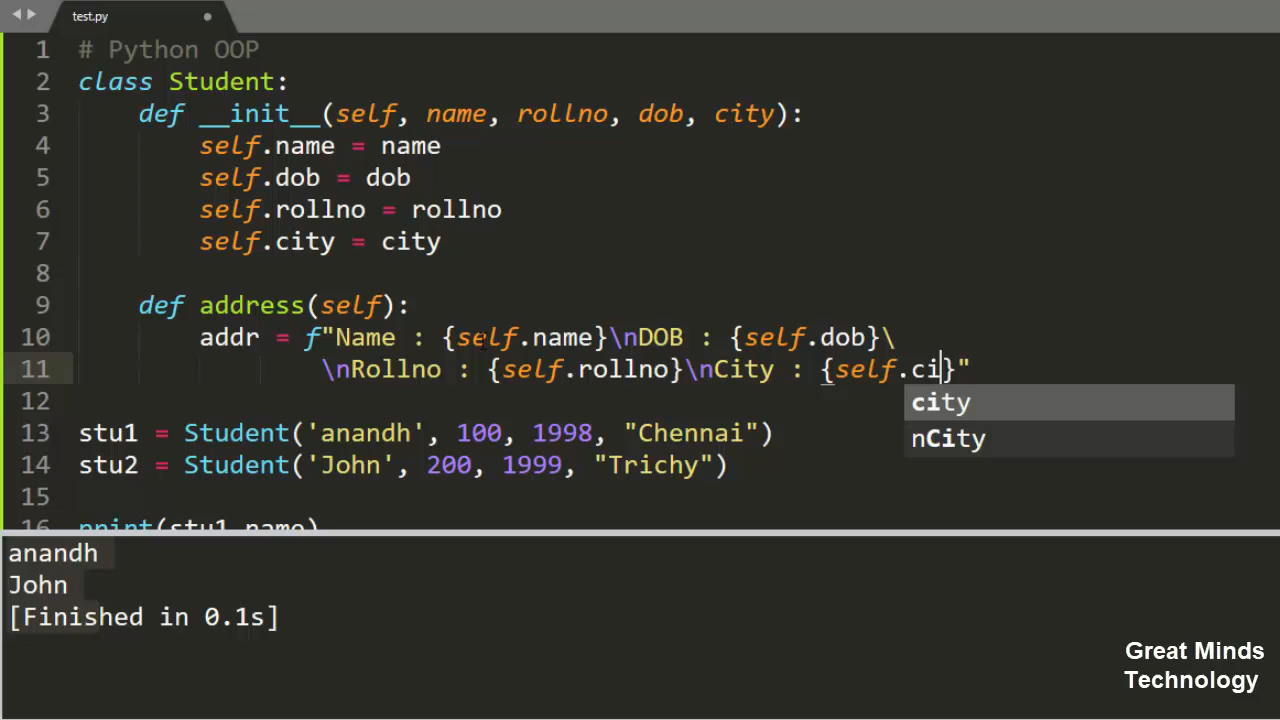 test.py
1 # Python OOP
2 class Student:
3 def __init__(self, name, rollno, dob, city):
4 self.name = name
5 self.dob = dob
6 self.rollno = rollno
7 self.city = city
8
9 def address(self):
10 addr = f"Name : {self.name}\nDOB : {self.dob}\
11 \nRollno : {self.rollno}\nCity : {self.ci}"
city
nCity
12
13 stu1 = Student('anandh', 100, 1998, "Chennai")
14 stu2 = Student('John', 200, 1999, "Trichy")
15
16 print(stu1.name)
anandh
John
[Finished in 0.1s]
Great Minds
Technology